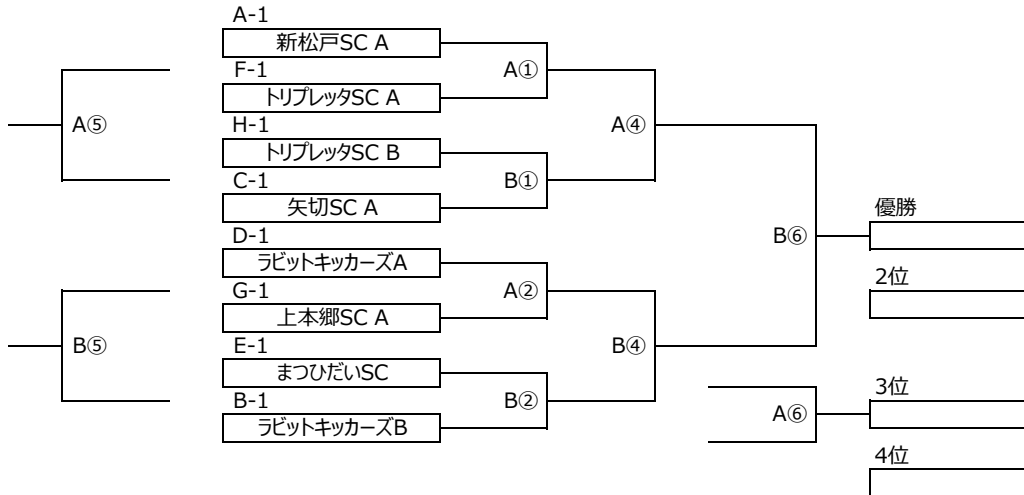 A-1
新松戸SC A
F-1
A①
トリプレッタSC A
A⑤
H-1
A④
トリプレッタSC B
C-1
B①
矢切SC A
優勝
D-1
B⑥
ラビットキッカーズA
G-1
A②
2位
上本郷SC A
B⑤
E-1
B④
まつひだいSC
B-1
B②
3位
ラビットキッカーズB
A⑥
4位